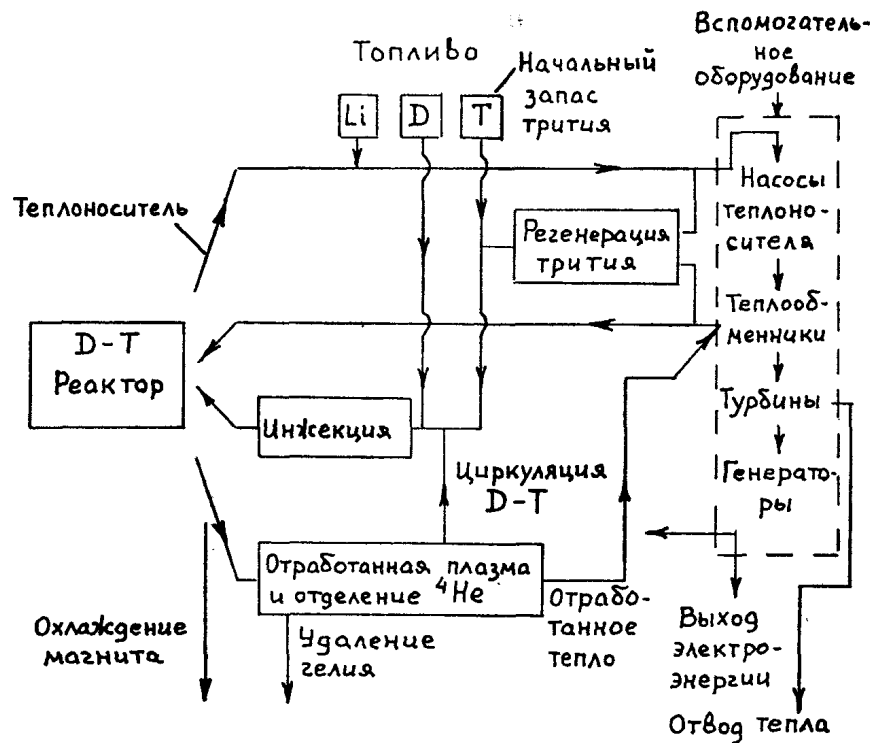 Вспомогатель-
ное
оборудование
Топливо
Начальный
запас
трития
Li
D
T
Теплоноситель
Насосы
теплоно-
сителя
Регенерация
трития
Теплооб-
менники
D-T
Реактор
Турбины
Инжекция
Циркуляция
D-T
Генерато-
ры
Отработанная плазма
и отделение ⁴He
Отрабо-
танное
тепло
Охлаждение
магнита
Удаление
гелия
Выход
электро-
энергии
Отвод тепла